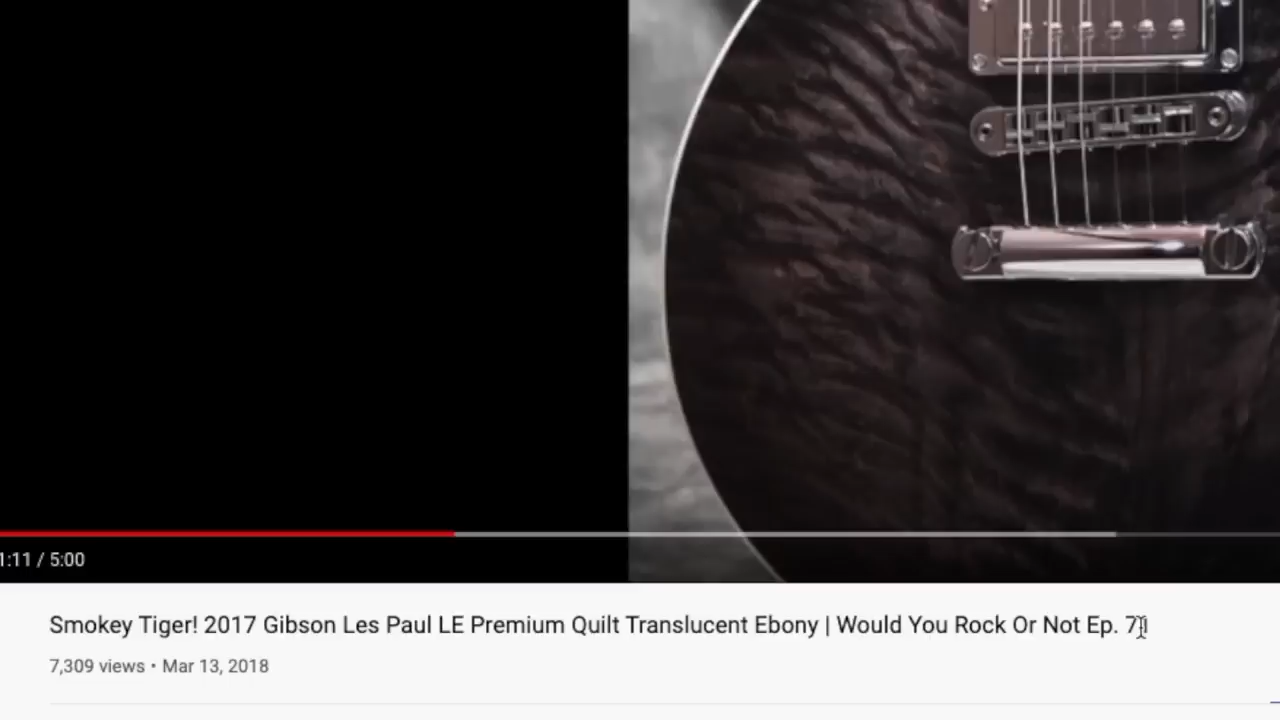 1:11 / 5:00
Smokey Tiger! 2017 Gibson Les Paul LE Premium Quilt Translucent Ebony | Would You Rock Or Not Ep.
7,309 views • Mar 13, 2018